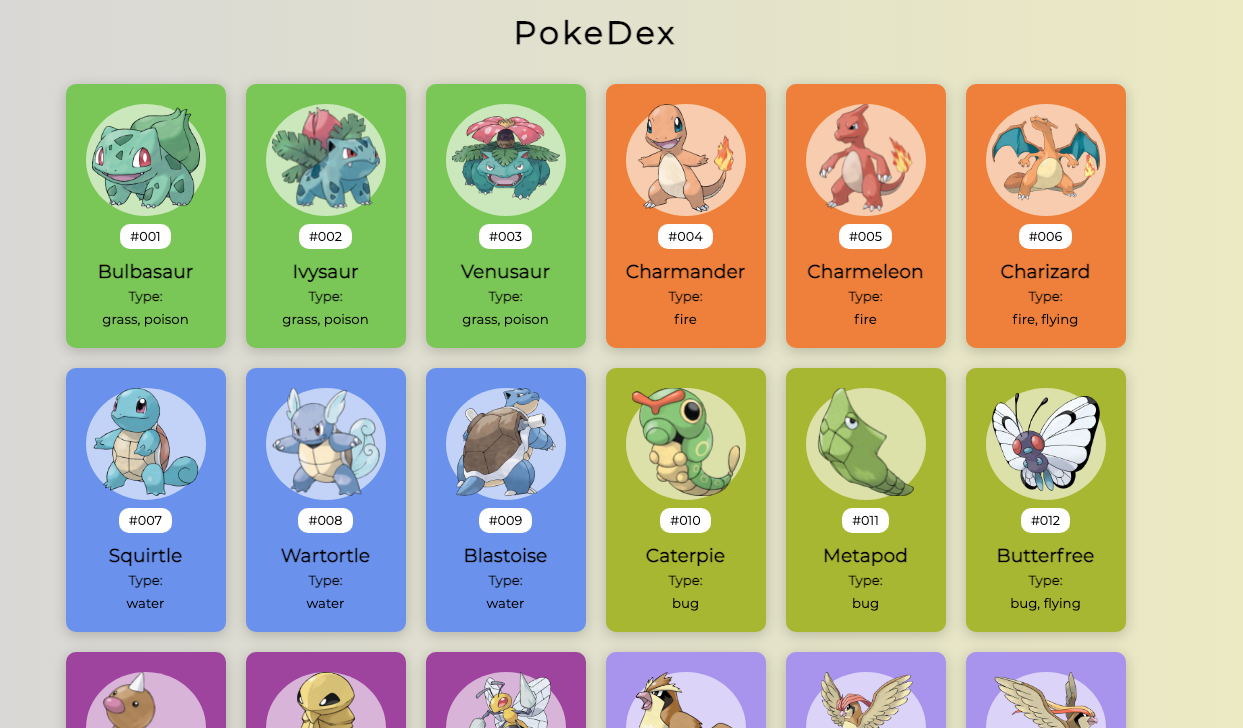 PokeDex
#001
Bulbasaur
Type:
grass, poison
#002
Ivysaur
Type:
grass, poison
#003
Venusaur
Type:
grass, poison
#004
Charmander
Type:
fire
#005
Charmeleon
Type:
fire
#006
Charizard
Type:
fire, flying
#007
Squirtle
Type:
water
#008
Wartortle
Type:
water
#009
Blastoise
Type:
water
#010
Caterpie
Type:
bug
#011
Metapod
Type:
bug
#012
Butterfree
Type:
bug, flying